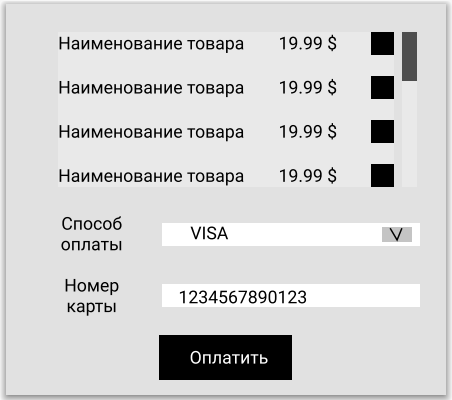 Наименование товара 19.99 $
Наименование товара 19.99 $
Наименование товара 19.99 $
Наименование товара 19.99 $
Способ
оплаты
VISA
Номер
карты
1234567890123
Оплатить